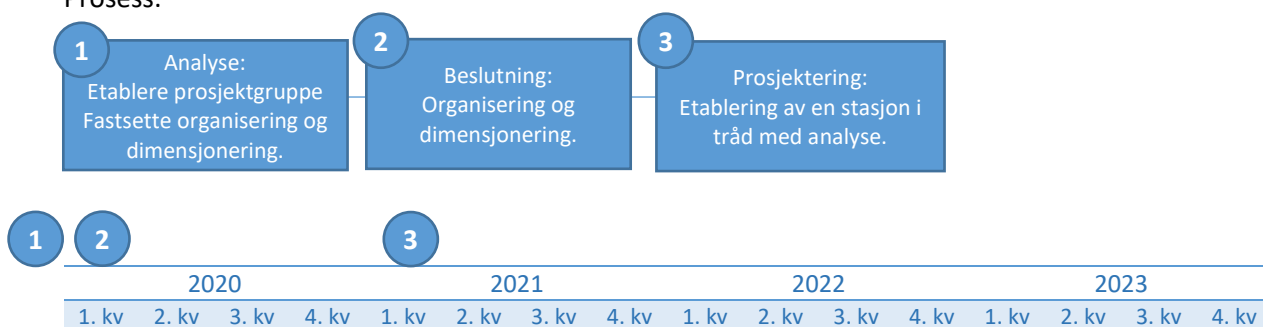 Prosess:
1
Analyse:
Etablere prosjektgruppe
Fastsette organisering og
dimensjonering.
2
Beslutning:
Organisering og
dimensjonering.
3
Prosjektering:
Etablering av en stasjon i
tråd med analyse.
1 2 3
2020 2021 2022 2023
1. kv 2. kv 3. kv 4. kv 1. kv 2. kv 3. kv 4. kv 1. kv 2. kv 3. kv 4. kv 1. kv 2. kv 3. kv 4. kv